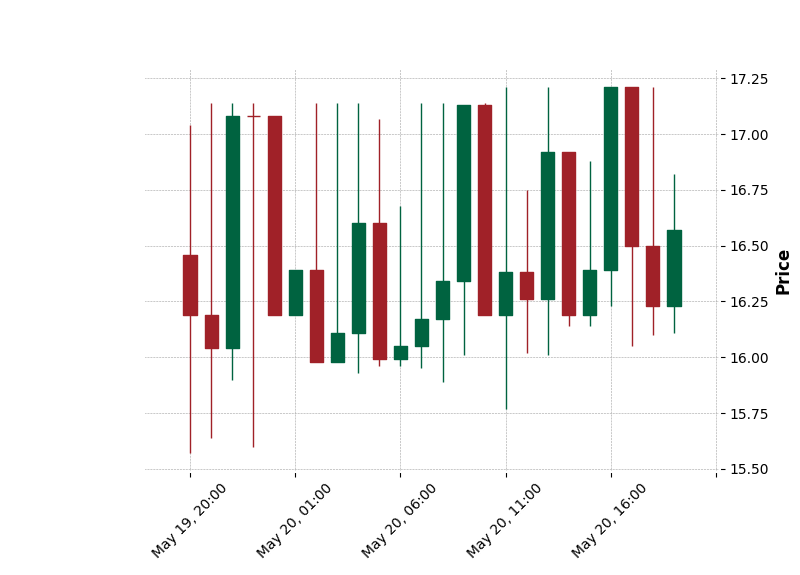 17.25
17.00
16.75
16.50
16.25
16.00
15.75
15.50
Price
May 19, 20:00
May 20, 01:00
May 20, 06:00
May 20, 11:00
May 20, 16:00